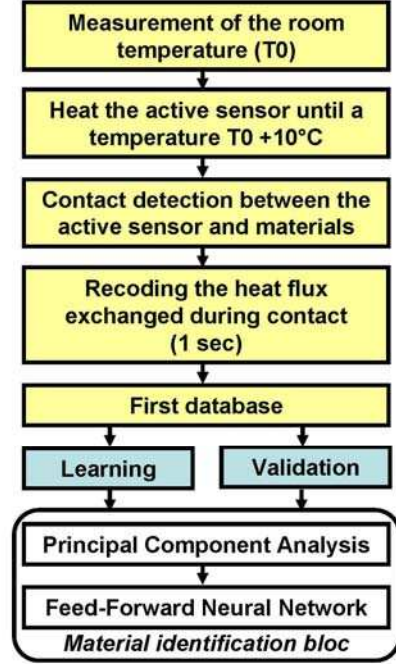 Measurement of the room
temperature (T0)
Heat the active sensor until a
temperature T0 +10°C
Contact detection between the
active sensor and materials
Recoding the heat flux
exchanged during contact
(1 sec)
First database
Learning
Validation
Principal Component Analysis
Feed-Forward Neural Network
Material identification bloc